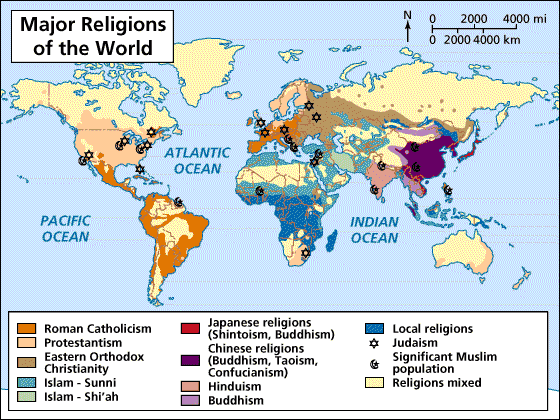 Major Religions
of the World
N
0 2000 4000 mi
0 2000 4000 km
ATLANTIC
OCEAN
PACIFIC
OCEAN
INDIAN
OCEAN
Roman Catholicism
Protestantism
Eastern Orthodox
Christianity
Islam - Sunni
Islam - Shi'ah
Japanese religions
(Shintoism, Buddhism)
Chinese religions
(Buddhism, Taoism,
Confucianism)
Hinduism
Buddhism
Local religions
Judaism
Significant Muslim
population
Religions mixed